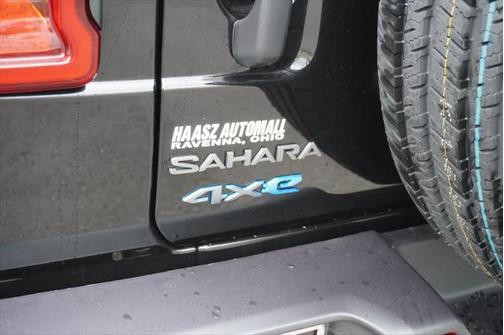 HAASZ AUTOMALL
RAVENNA, OHIO
SAHARA
4xe